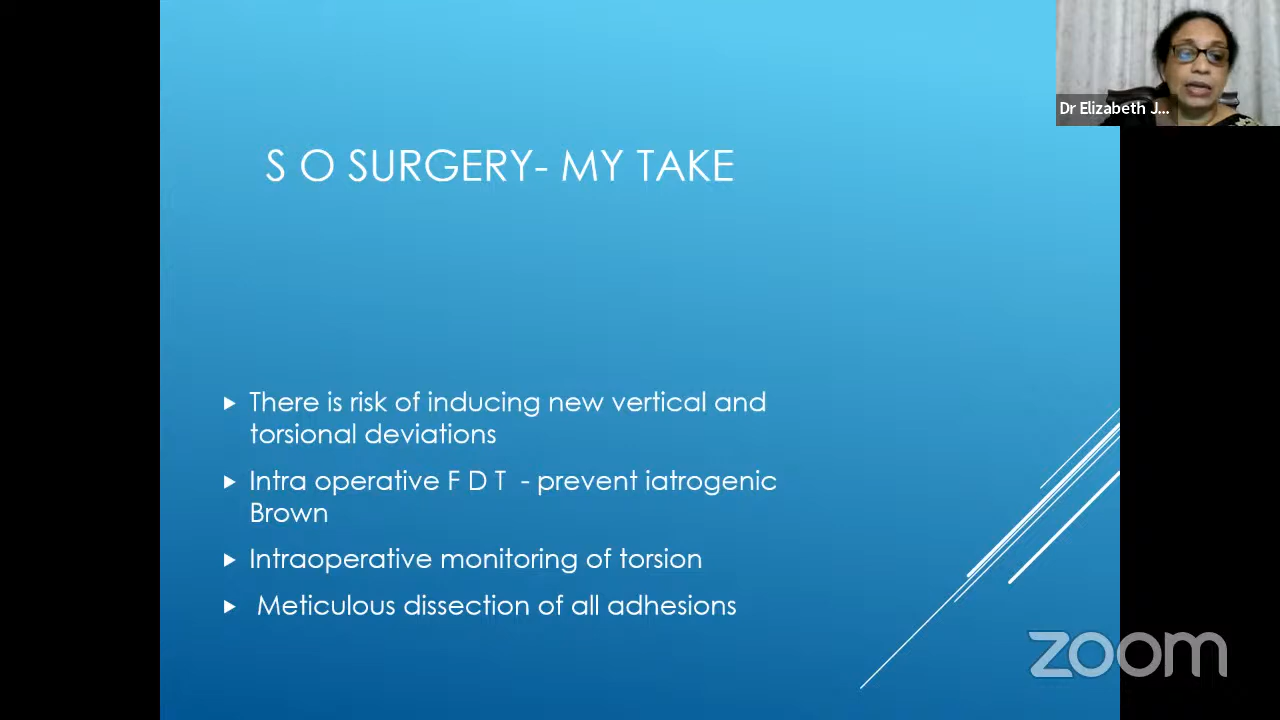 Dr Elizabeth J...
S O SURGERY- MY TAKE
There is risk of inducing new vertical and
torsional deviations
Intra operative F D T - prevent iatrogenic
Brown
Intraoperative monitoring of torsion
Meticulous dissection of all adhesions
zoom